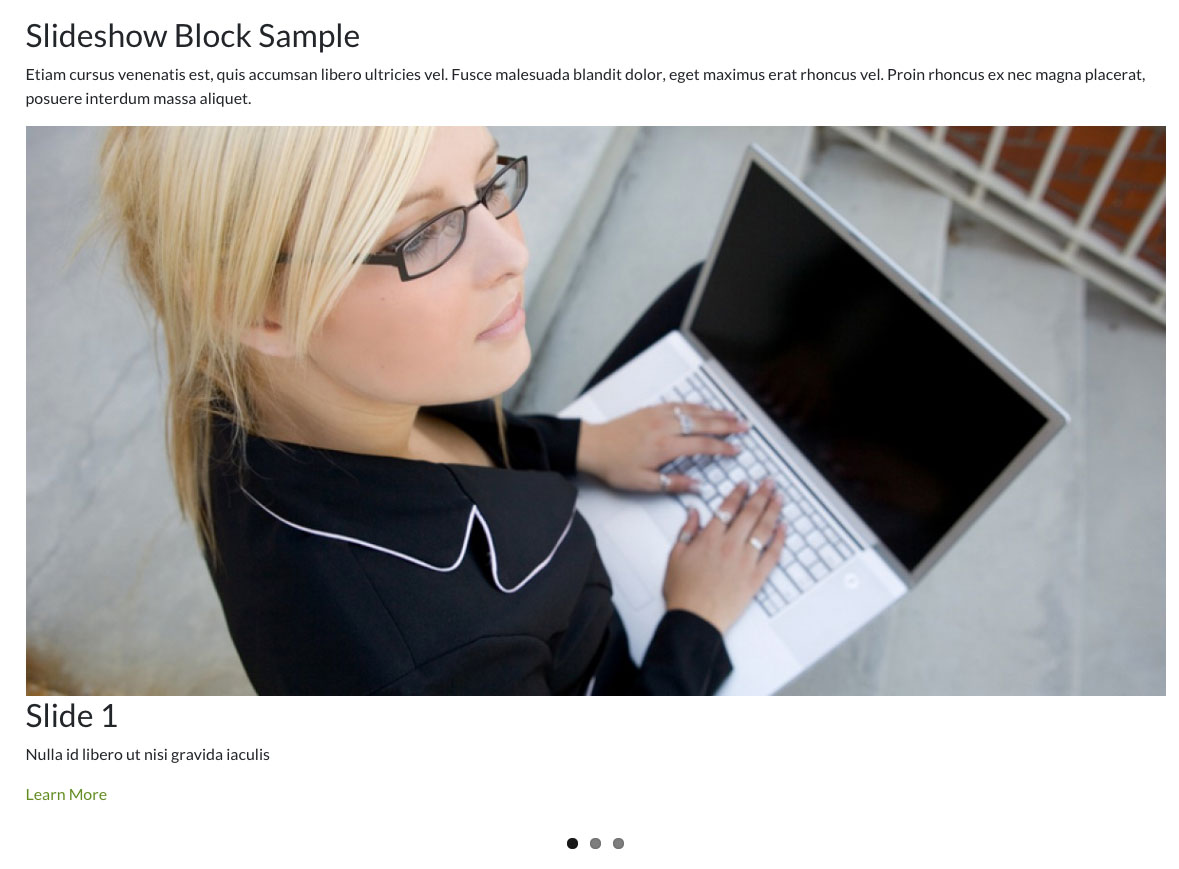 Slideshow Block Sample
Etiam cursus venenatis est, quis accumsan libero ultricies vel. Fusce malesuada blandit dolor, eget maximus erat rhoncus vel. Proin rhoncus ex nec magna placerat,
posuere interdum massa aliquet.
Slide 1
Nulla id libero ut nisi gravida iaculis
Learn More